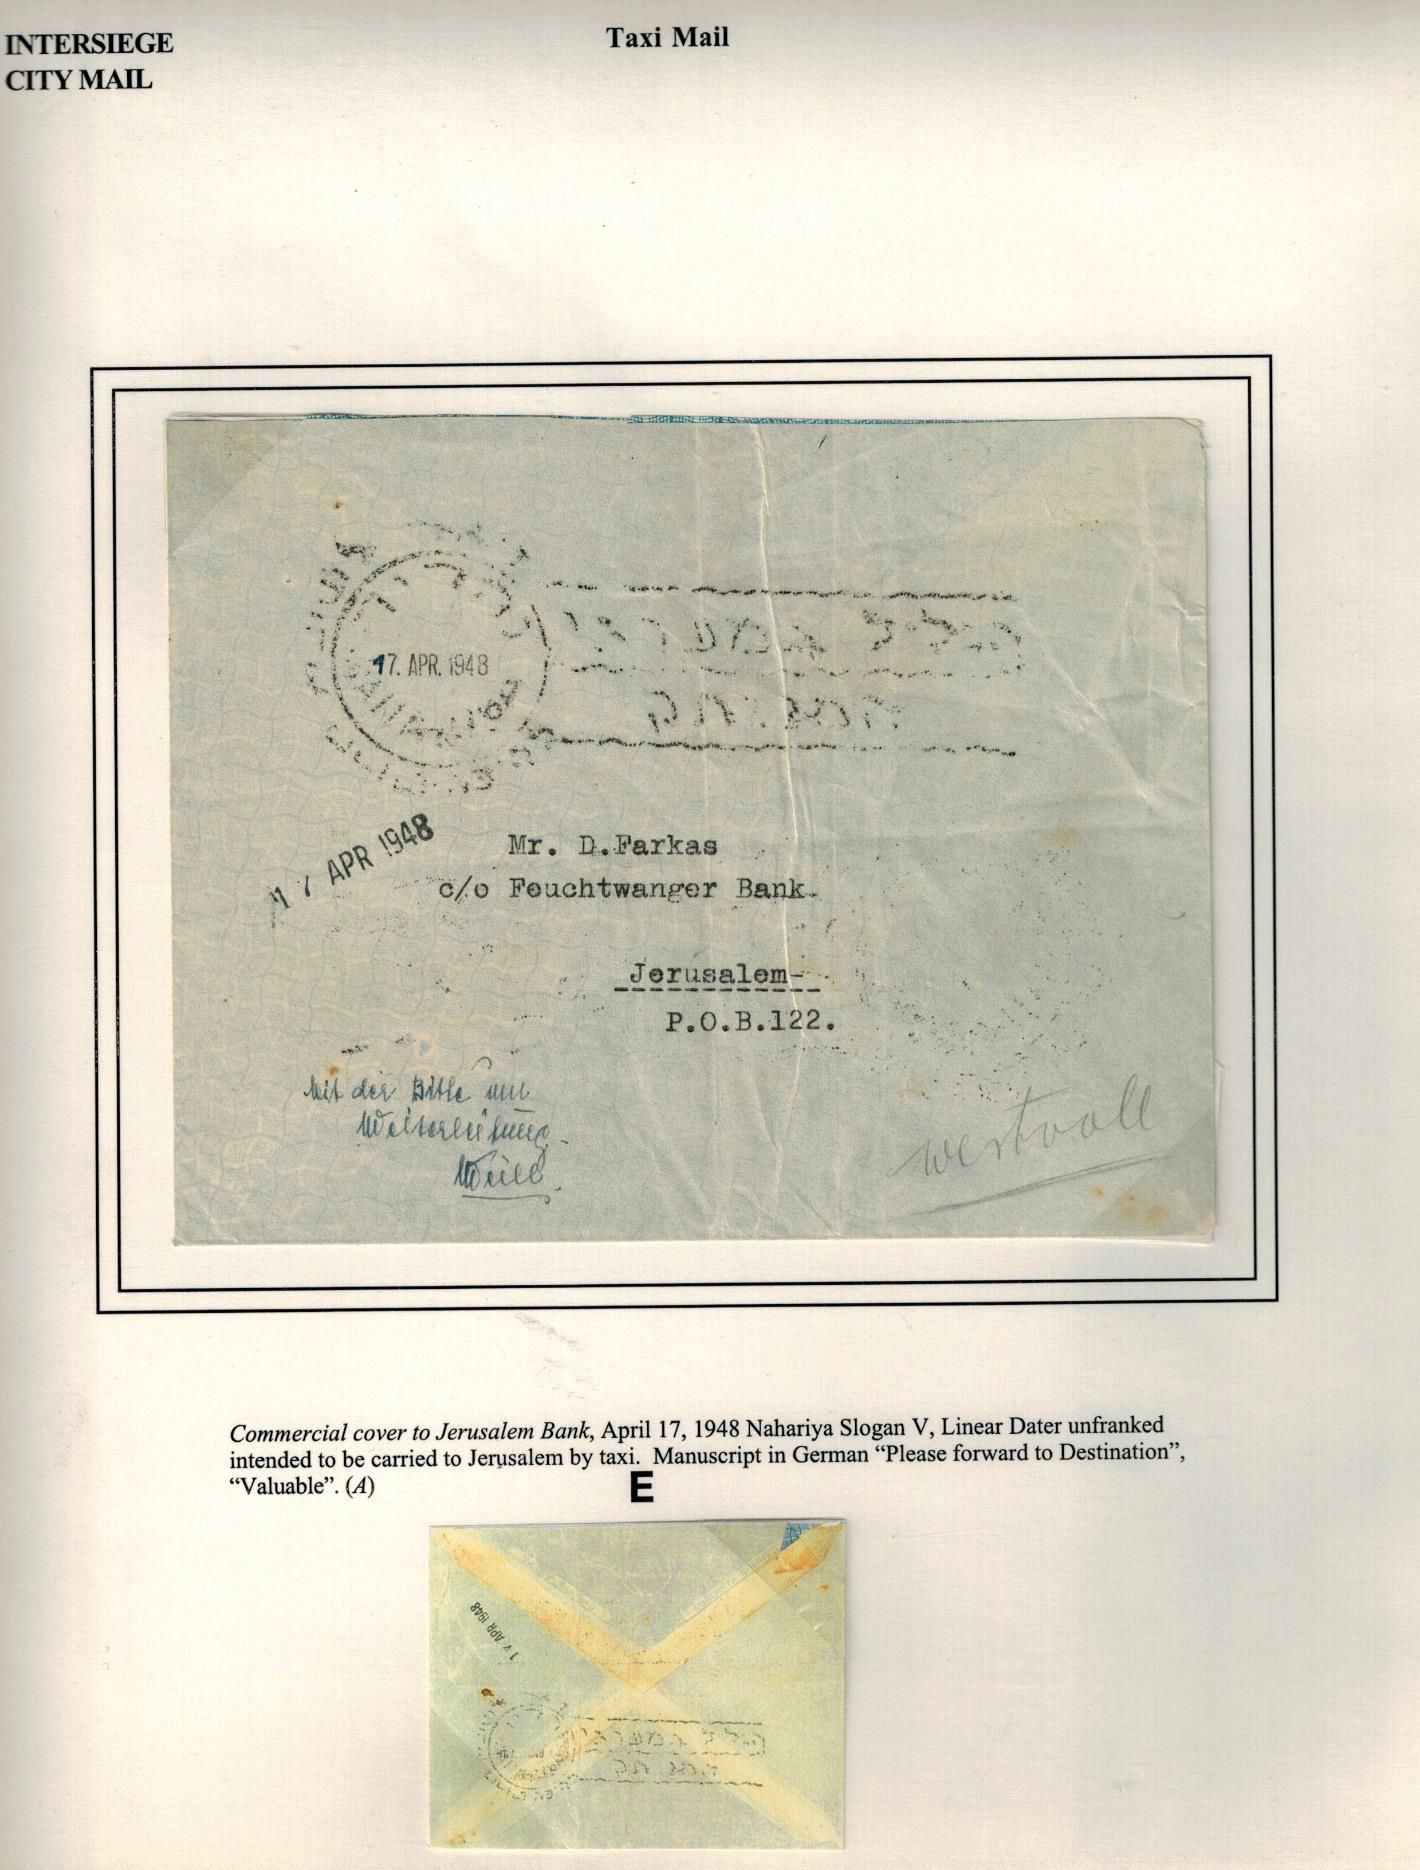 INTERSIEGE
CITY MAIL
Taxi Mail
17. APR. 1948
17 APR 1948
Mr. D.Farkas
c/o Feuchtwanger Bank.
Jerusalem-
P.O.B.122.
Mit der Bitte um
Weiterleitung.
wertvoll
Commercial cover to Jerusalem Bank, April 17, 1948 Nahariya Slogan V, Linear Dater unfranked
intended to be carried to Jerusalem by taxi. Manuscript in German “Please forward to Destination”,
“Valuable”. (A)
E
17 APR 1948